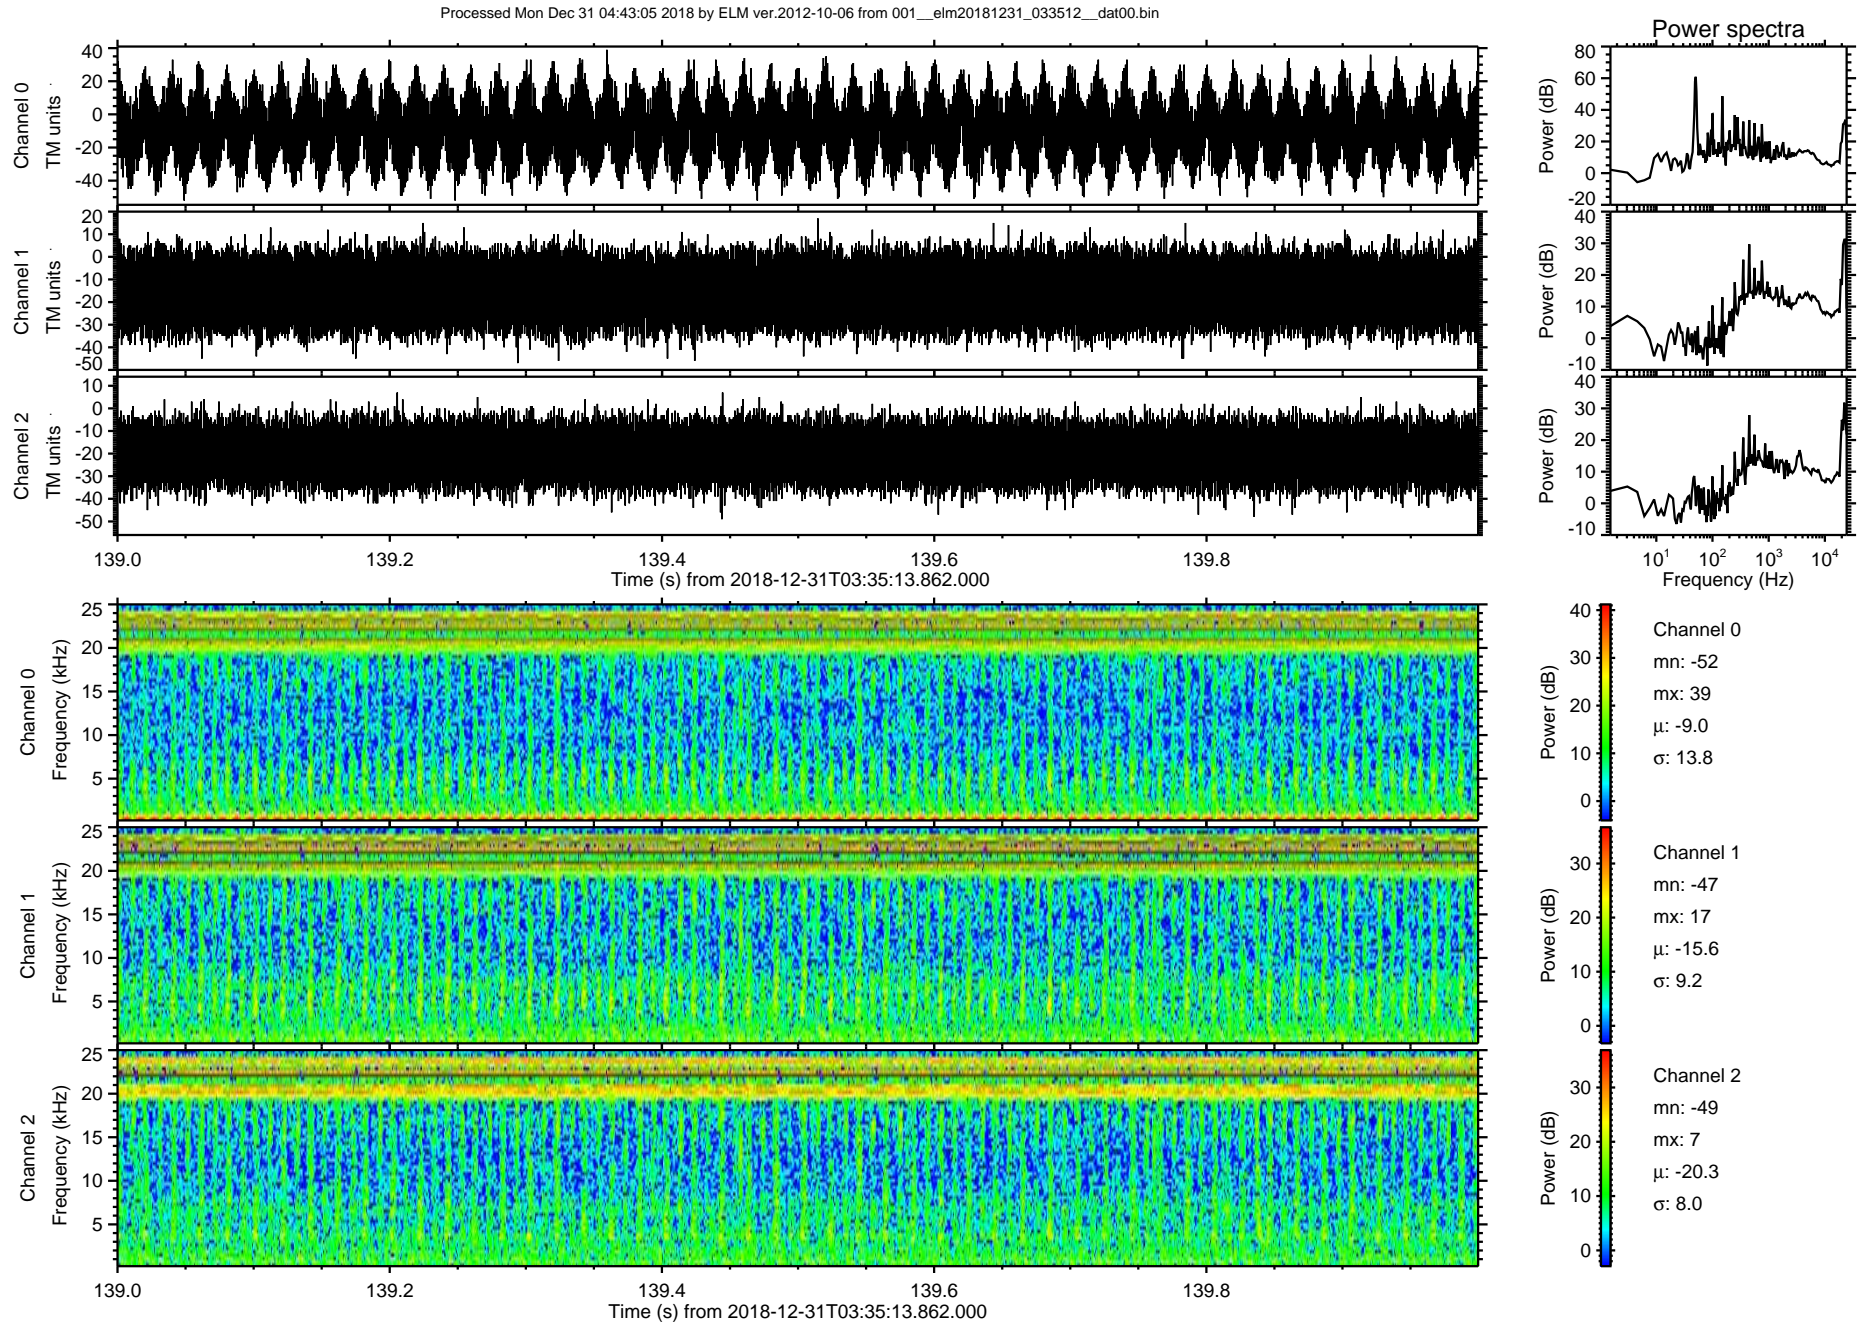 Processed Mon Dec 31 04:43:05 2018 by ELM ver.2012-10-06 from 001__elm20181231_033512__dat00.bin
Power spectra
Channel 0
TM units
40
20
0
-20
-40
Power (dB)
80
60
40
20
0
-20
Channel 1
TM units
20
10
0
-10
-20
-30
-40
-50
Power (dB)
40
30
20
10
0
-10
Channel 2
TM units
10
0
-10
-20
-30
-40
-50
Power (dB)
40
30
20
10
0
-10
139.0 139.2 139.4 139.6 139.8
Time (s) from 2018-12-31T03:35:13.862.000
10^1 10^2 10^3 10^4
Frequency (Hz)
Channel 0
Frequency (kHz)
25
20
15
10
5
Power (dB)
40
30
20
10
0
Channel 0
mn: -52
mx: 39
μ: -9.0
σ: 13.8
Channel 1
Frequency (kHz)
25
20
15
10
5
Power (dB)
30
20
10
0
Channel 1
mn: -47
mx: 17
μ: -15.6
σ: 9.2
Channel 2
Frequency (kHz)
25
20
15
10
5
Power (dB)
30
20
10
0
Channel 2
mn: -49
mx: 7
μ: -20.3
σ: 8.0
139.0 139.2 139.4 139.6 139.8
Time (s) from 2018-12-31T03:35:13.862.000